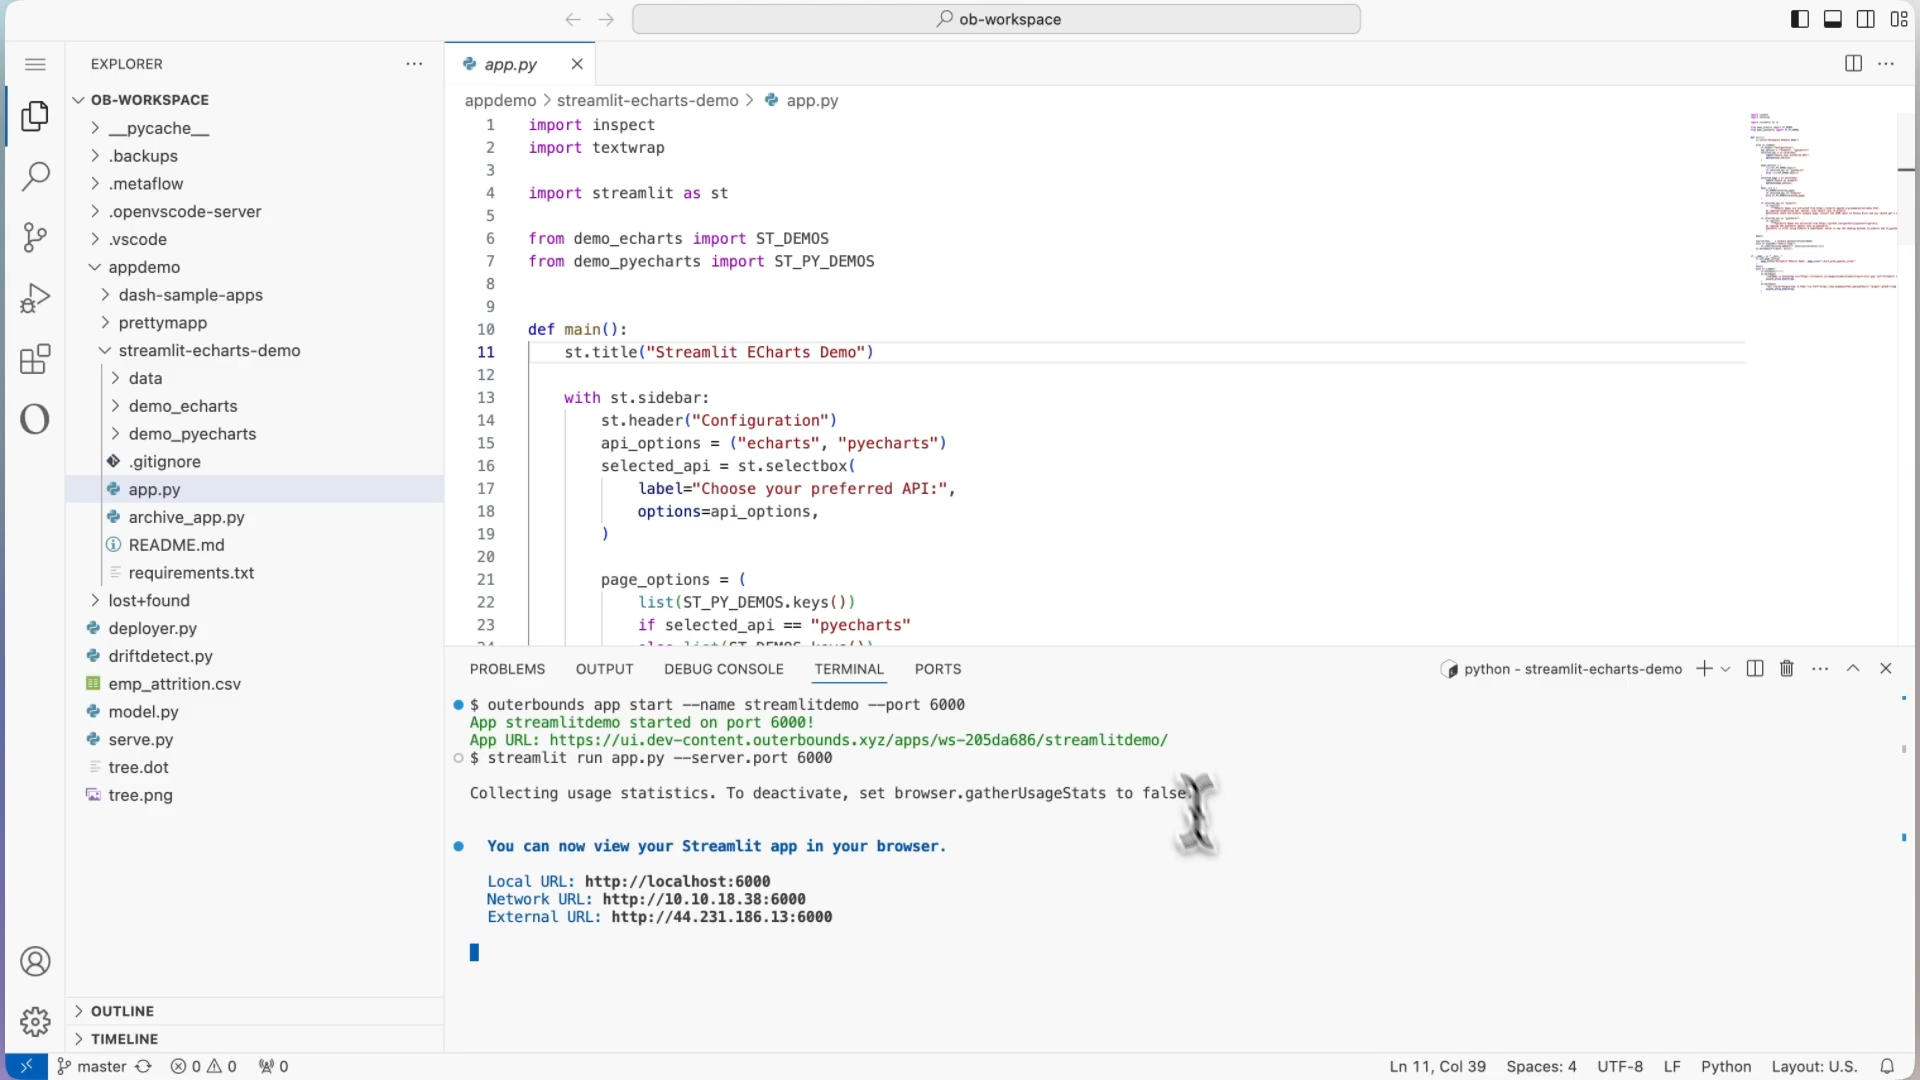 ob-workspace
EXPLORER
OB-WORKSPACE
__pycache__
.backups
.metaflow
.openvscode-server
.vscode
appdemo
dash-sample-apps
prettymapp
streamlit-echarts-demo
data
demo_echarts
demo_pyecharts
.gitignore
app.py
archive_app.py
README.md
requirements.txt
lost+found
deployer.py
driftdetect.py
emp_attrition.csv
model.py
serve.py
tree.dot
tree.png
OUTLINE
TIMELINE
app.py
appdemo > streamlit-echarts-demo > app.py
1 import inspect
2 import textwrap
3
4 import streamlit as st
5
6 from demo_echarts import ST_DEMOS
7 from demo_pyecharts import ST_PY_DEMOS
8
9
10 def main():
11 st.title("Streamlit ECharts Demo")
12
13 with st.sidebar:
14 st.header("Configuration")
15 api_options = ("echarts", "pyecharts")
16 selected_api = st.selectbox(
17 label="Choose your preferred API:",
18 options=api_options,
19 )
20
21 page_options = (
22 list(ST_PY_DEMOS.keys())
23 if selected_api == "pyecharts"
24 else list(ST_DEMOS.keys())
PROBLEMS OUTPUT DEBUG CONSOLE TERMINAL PORTS
python - streamlit-echarts-demo
$ outerbounds app start --name streamlitdemo --port 6000
App streamlitdemo started on port 6000!
App URL: https://ui.dev-content.outerbounds.xyz/apps/ws-205da686/streamlitdemo/
$ streamlit run app.py --server.port 6000
Collecting usage statistics. To deactivate, set browser.gatherUsageStats to false
You can now view your Streamlit app in your browser.
Local URL: http://localhost:6000
Network URL: http://10.10.18.38:6000
External URL: http://44.231.186.13:6000
master 0 0 0
Ln 11, Col 39 Spaces: 4 UTF-8 LF Python Layout: U.S.